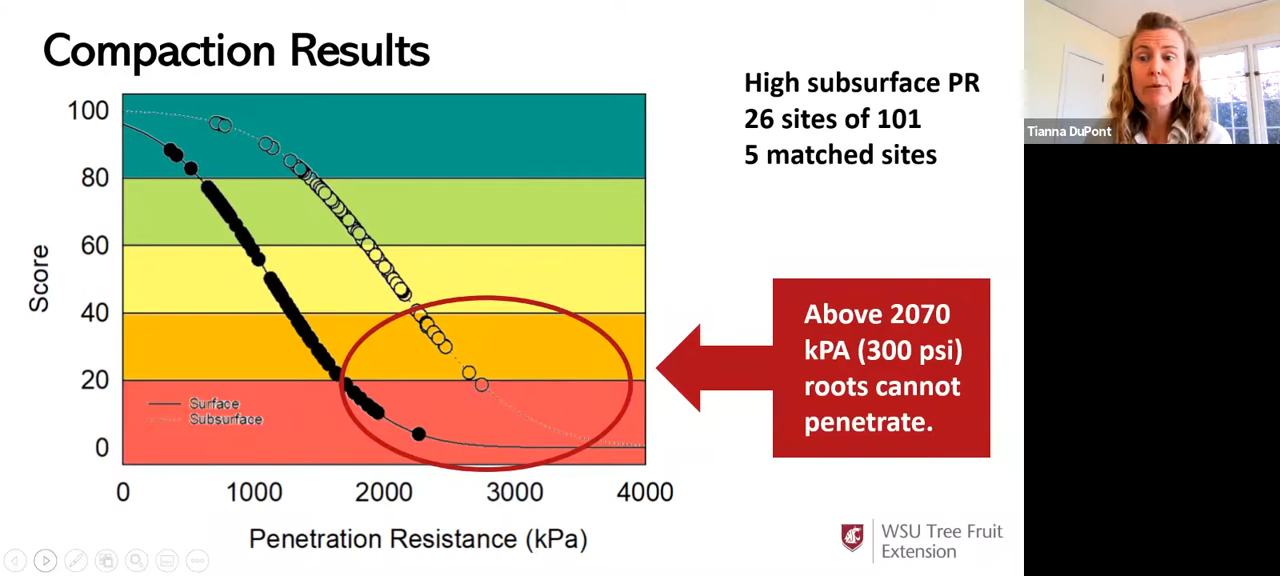 Compaction Results
High subsurface PR
26 sites of 101
5 matched sites
Tianna DuPont
100
80
60
40
20
0
Score
Surface
Subsurface
0 1000 2000 3000 4000
Penetration Resistance (kPa)
Above 2070
kPA (300 psi)
roots cannot
penetrate.
WSU Tree Fruit
Extension